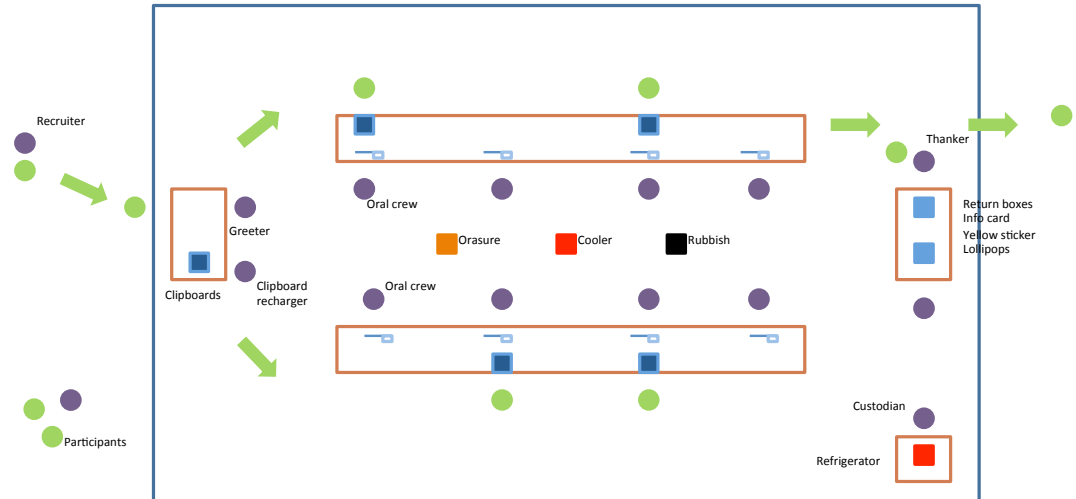 Recruiter
Thanker
Oral crew
Return boxes
Info card
Greeter
Yellow sticker
Lollipops
Orasure
Cooler
Rubbish
Clipboards
Clipboard
recharger
Oral crew
Custodian
Participants
Refrigerator